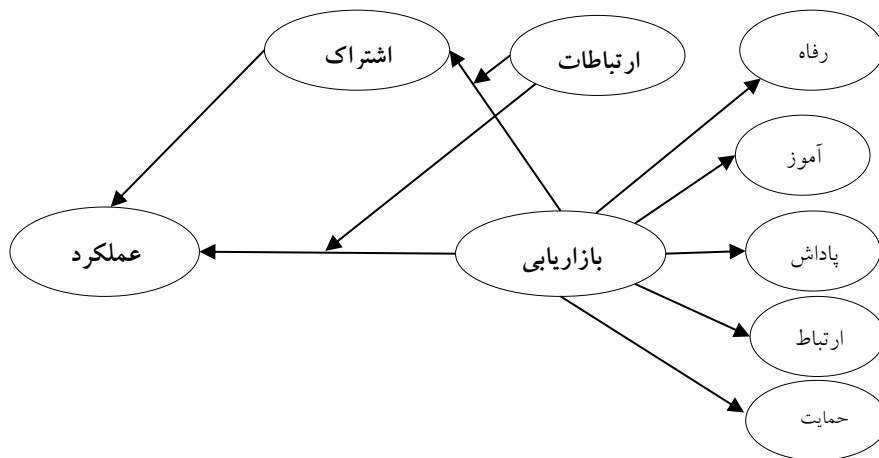 اشتراک
ارتباطات
رفاه
آموز
عملکرد
بازاریابی
پاداش
ارتباط
حمایت